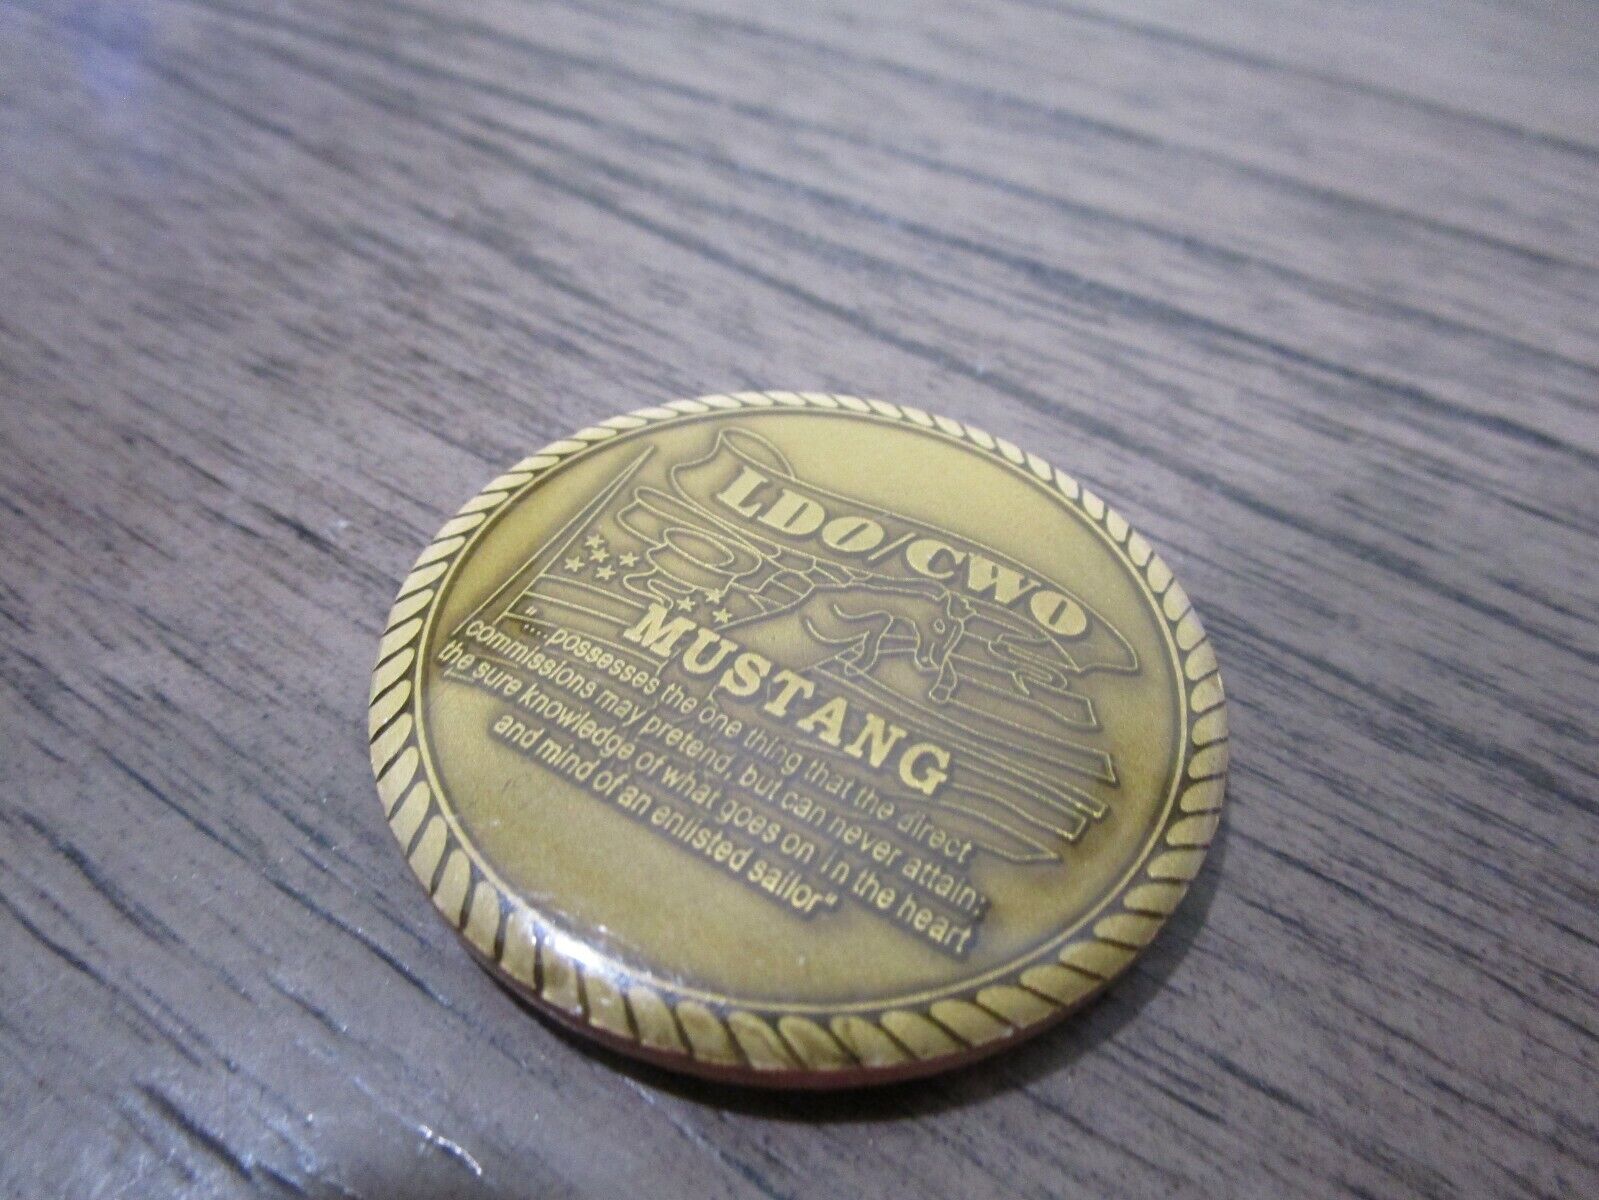 LDO/CWO
MUSTANG
"....possesses the one thing that the direct
commissions may pretend, but can never attain;
the sure knowledge of what goes on in the heart
and mind of an enlisted sailor"